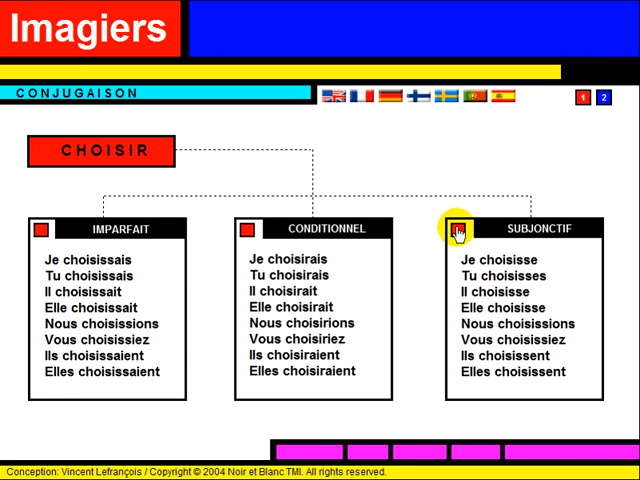 Imagiers
CONJUGAISON
1 2
CHOISIR
IMPARFAIT
Je choisissais
Tu choisissais
Il choisissait
Elle choisissait
Nous choisissions
Vous choisissiez
Ils choisissaient
Elles choisissaient
CONDITIONNEL
Je choisirais
Tu choisirais
Il choisirait
Elle choisirait
Nous choisirions
Vous choisiriez
Ils choisiraient
Elles choisiraient
SUBJONCTIF
Je choisisse
Tu choisisses
Il choisisse
Elle choisisse
Nous choisissions
Vous choisissiez
Ils choisissent
Elles choisissent
Conception: Vincent Lefrançois / Copyright © 2004 Noir et Blanc TMI. All rights reserved.